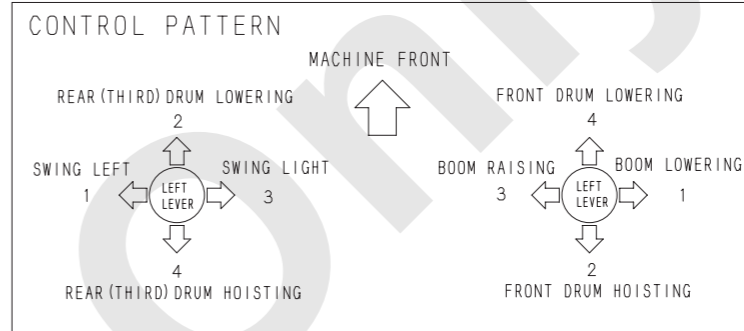 CONTROL PATTERN
MACHINE FRONT
REAR(THIRD)DRUM LOWERING
2
SWING LEFT
1
LEFT
LEVER
SWING LIGHT
3
4
REAR(THIRD)DRUM HOISTING
FRONT DRUM LOWERING
4
BOOM RAISING
3
LEFT
LEVER
BOOM LOWERING
1
2
FRONT DRUM HOISTING